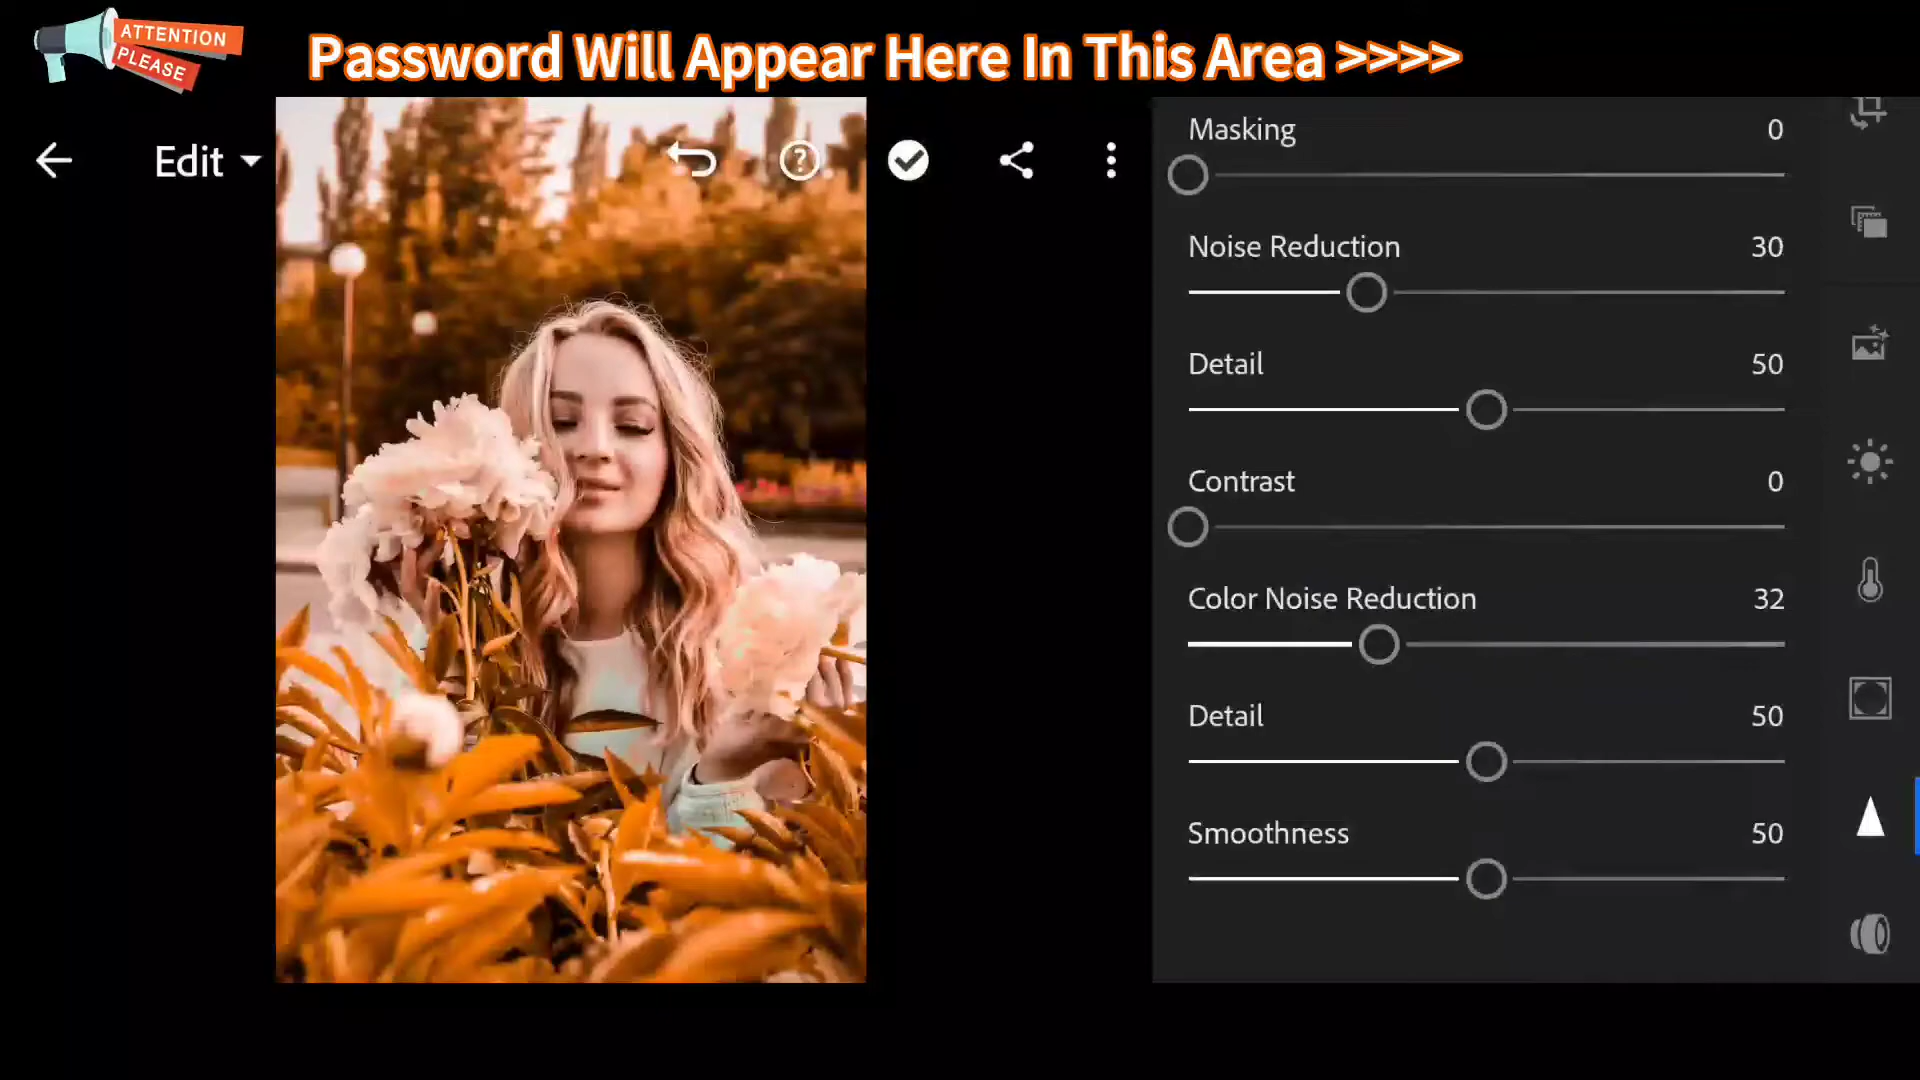 ATTENTION
PLEASE
Password Will Appear Here In This Area >>>>
Edit
Masking 0
Noise Reduction 30
Detail 50
Contrast 0
Color Noise Reduction 32
Detail 50
Smoothness 50